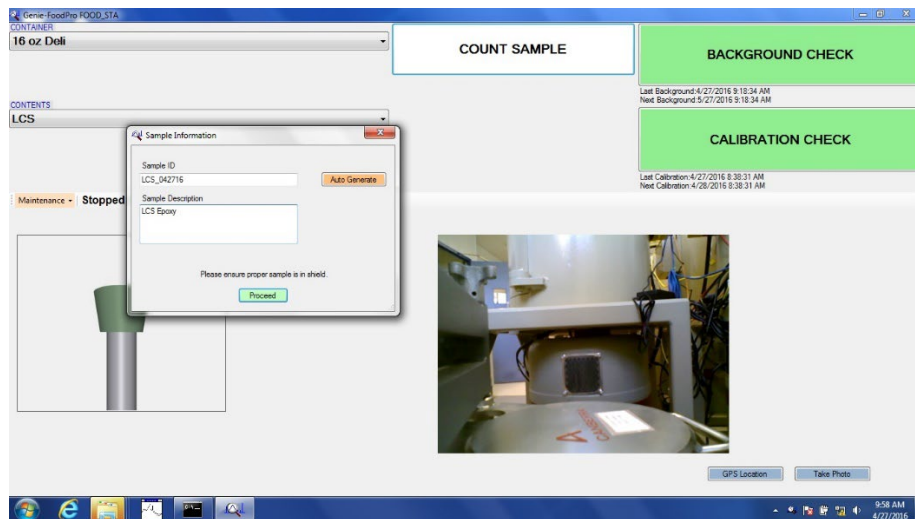 Genie-FoodPro FOOD_STA
CONTAINER
16 oz Deli
COUNT SAMPLE
BACKGROUND CHECK
Last Background:4/27/2016 9:18:34 AM
Next Background:5/27/2016 9:18:34 AM
CONTENTS
LCS
CALIBRATION CHECK
Last Calibration:4/27/2016 8:38:31 AM
Next Calibration:4/28/2016 8:38:31 AM
Sample Information
Sample ID
LCS_042716
Auto Generate
Sample Description
LCS Epoxy
Please ensure proper sample is in shield.
Proceed
Maintenance
Stopped
CANBERRA
GPS Location
Take Photo
9:58 AM
4/27/2016